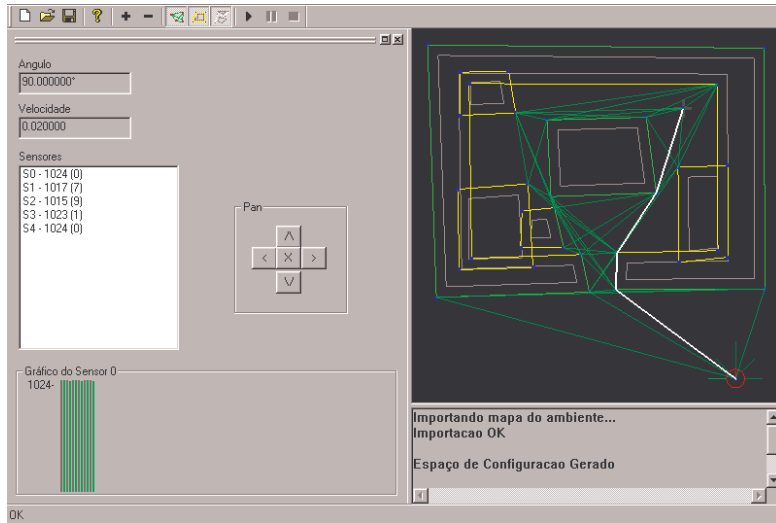 Angulo
90.000000°
Velocidade
0.020000
Sensores
S0 - 1024 (0)
S1 - 1017 (7)
S2 - 1015 (9)
S3 - 1023 (1)
S4 - 1024 (0)
Pan
X
Gráfico do Sensor 0
1024-
Importando mapa do ambiente...
Importacao OK
Espaço de Configuracao Gerado
OK